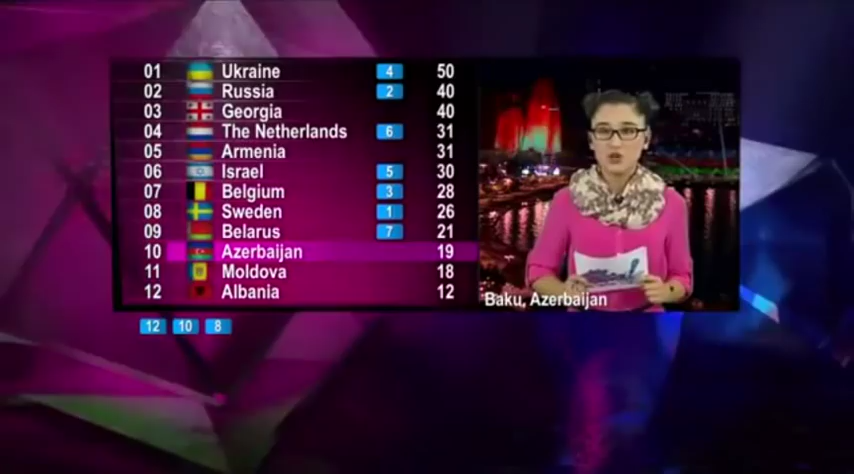 01 Ukraine 4 50
02 Russia 2 40
03 Georgia 40
04 The Netherlands 6 31
05 Armenia 31
06 Israel 5 30
07 Belgium 3 28
08 Sweden 1 26
09 Belarus 7 21
10 Azerbaijan 19
11 Moldova 18
12 Albania 12
Baku, Azerbaijan
12 10 8